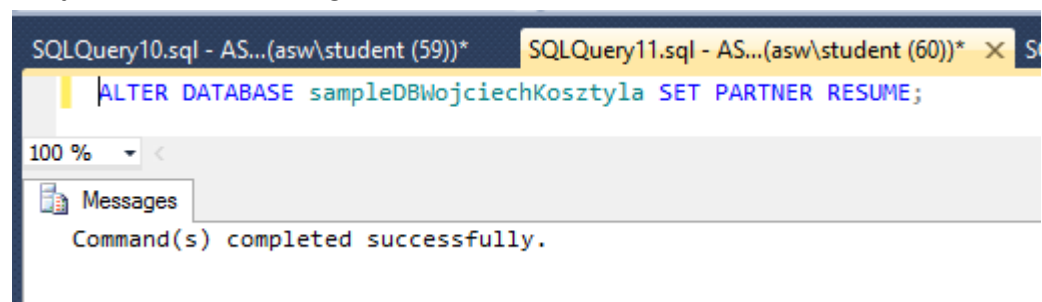 SQLQuery10.sql - AS...(asw\student (59))* SQLQuery11.sql - AS...(asw\student (60))*
ALTER DATABASE sampleDBWojciechKosztyla SET PARTNER RESUME;
100 %
Messages
Command(s) completed successfully.